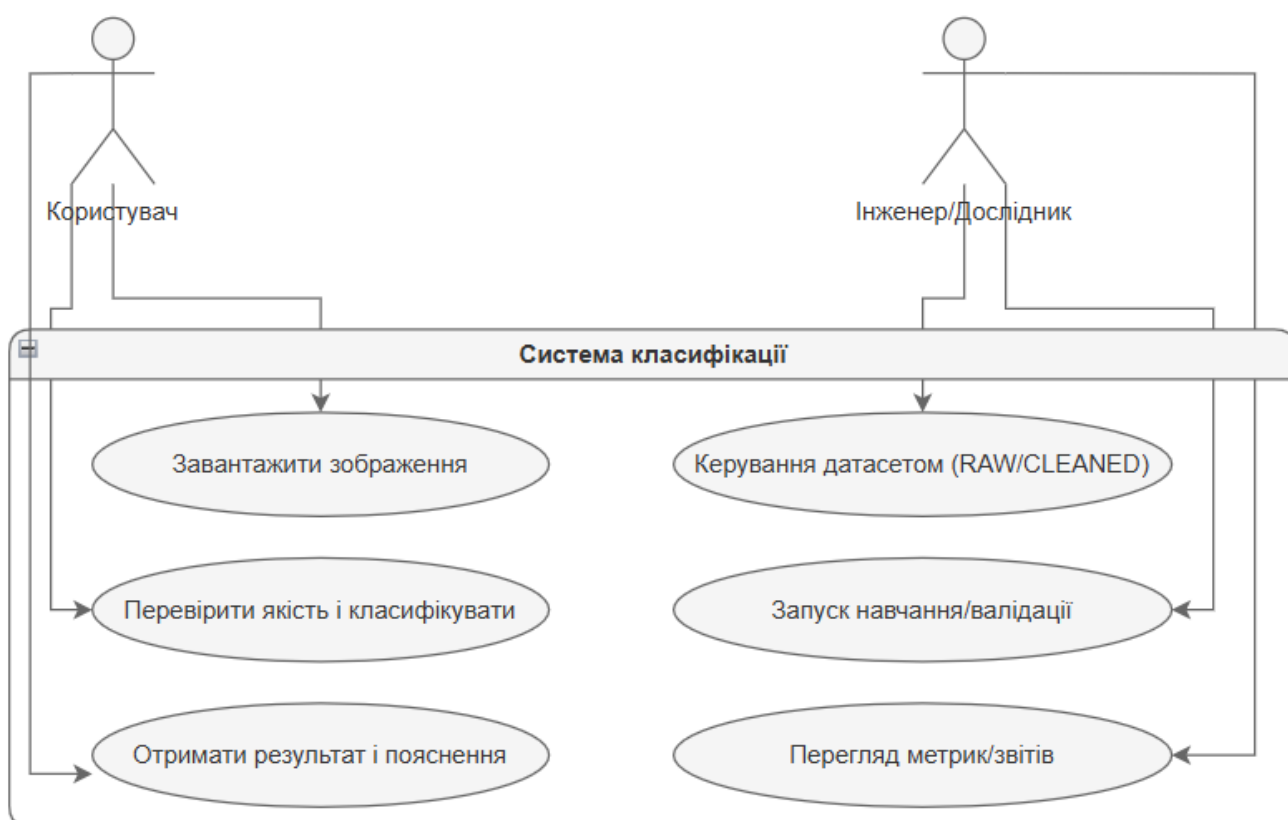 Користувач
Інженер/Дослідник
Система класифікації
Завантажити зображення
Керування датасетом (RAW/CLEANED)
Перевірити якість і класифікувати
Запуск навчання/валідації
Отримати результат і пояснення
Перегляд метрик/звітів